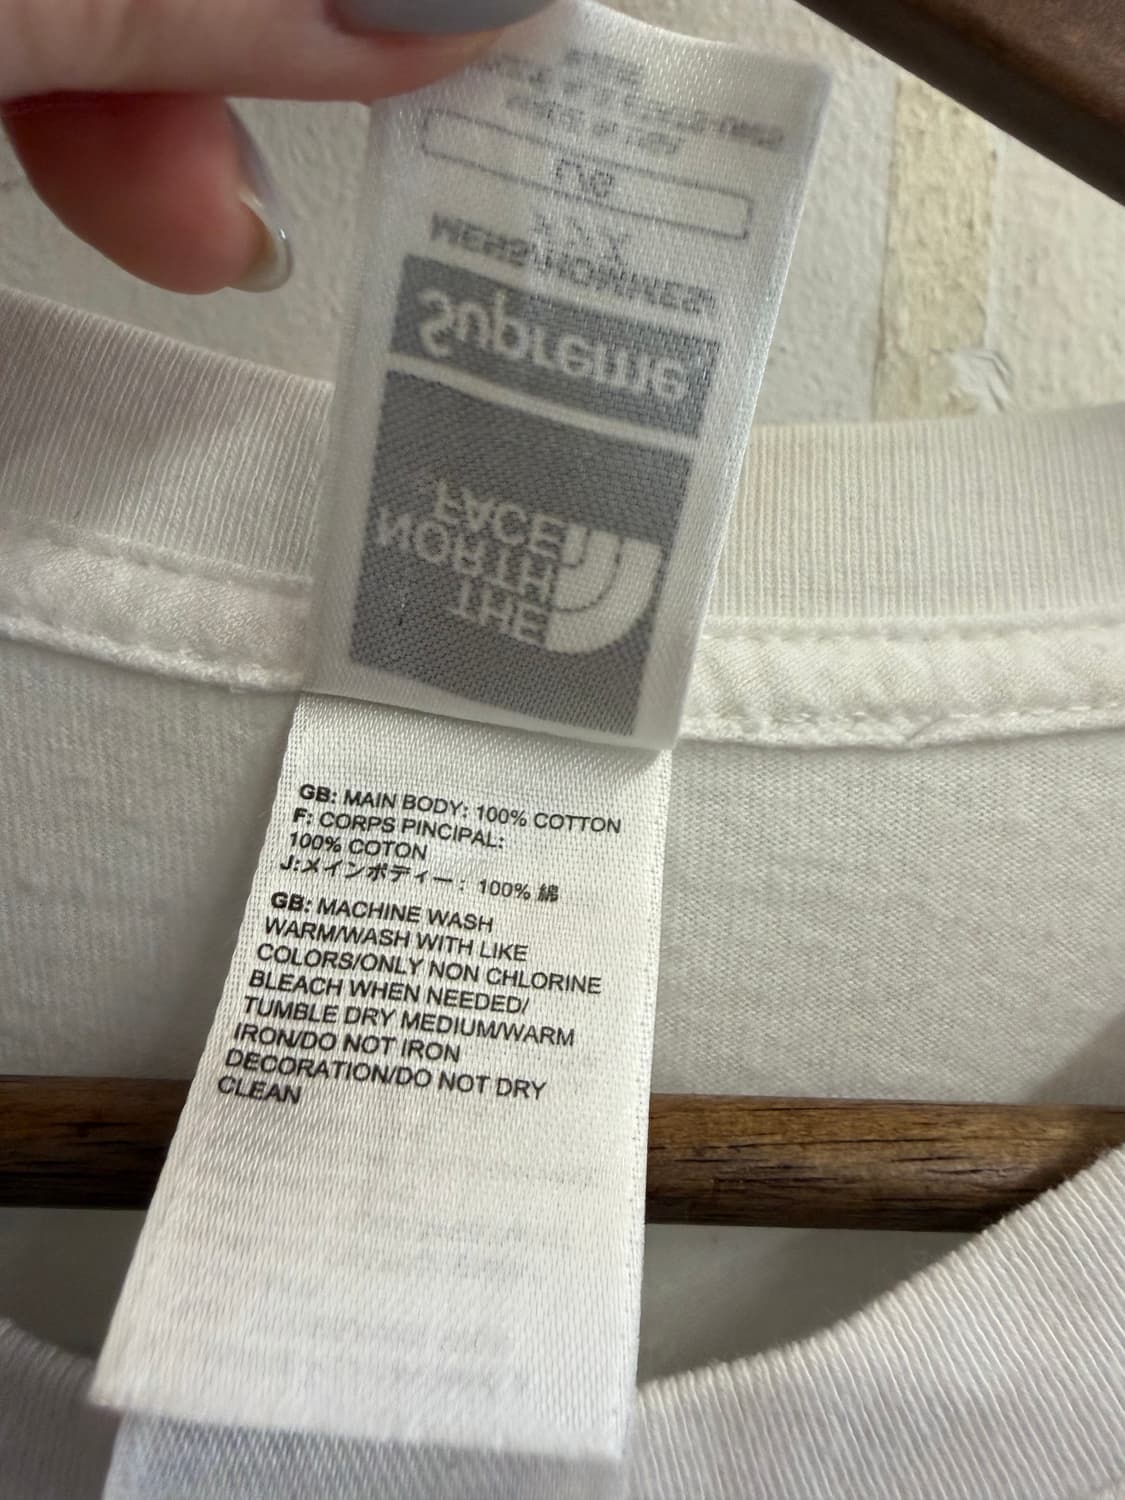 MENS/HOMMES
Supreme
THE
NORTH
FACE
GB: MAIN BODY: 100% COTTON
F: CORPS PINCIPAL:
100% COTON
J:メインボディー: 100% 綿
GB: MACHINE WASH
WARM/WASH WITH LIKE
COLORS/ONLY NON CHLORINE
BLEACH WHEN NEEDED/
TUMBLE DRY MEDIUM/WARM
IRON/DO NOT IRON
DECORATION/DO NOT DRY
CLEAN